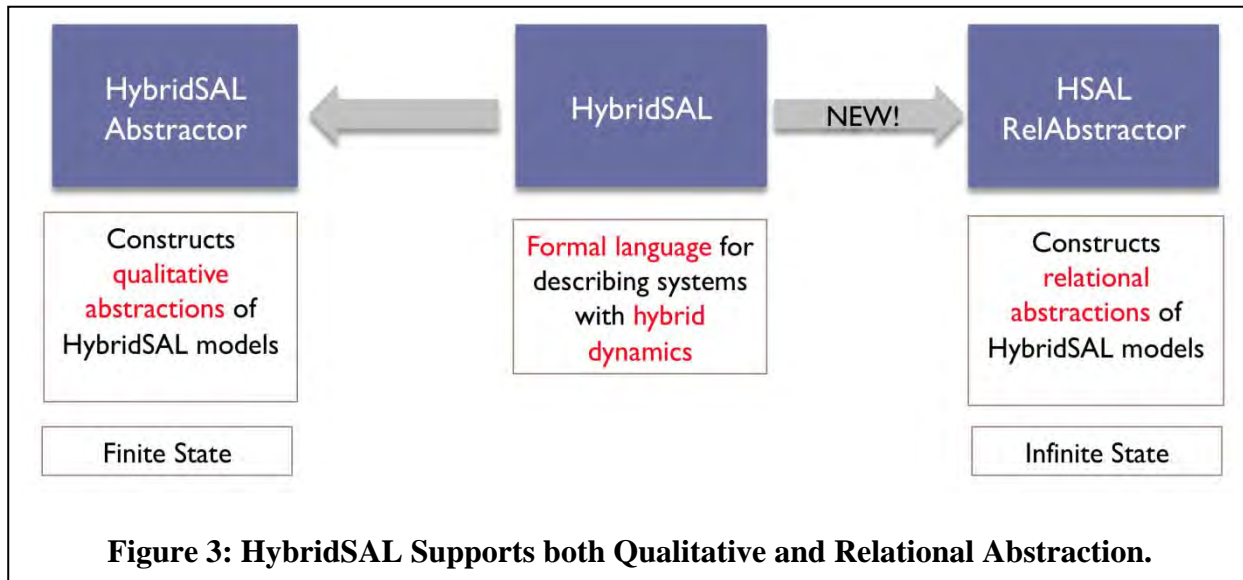 HybridSAL
Abstractor
HybridSAL
NEW!
HSAL
RelAbstractor
Constructs
qualitative
abstractions of
HybridSAL models
Formal language for
describing systems
with hybrid
dynamics
Constructs
relational
abstractions of
HybridSAL models
Finite State
Infinite State
Figure 3: HybridSAL Supports both Qualitative and Relational Abstraction.